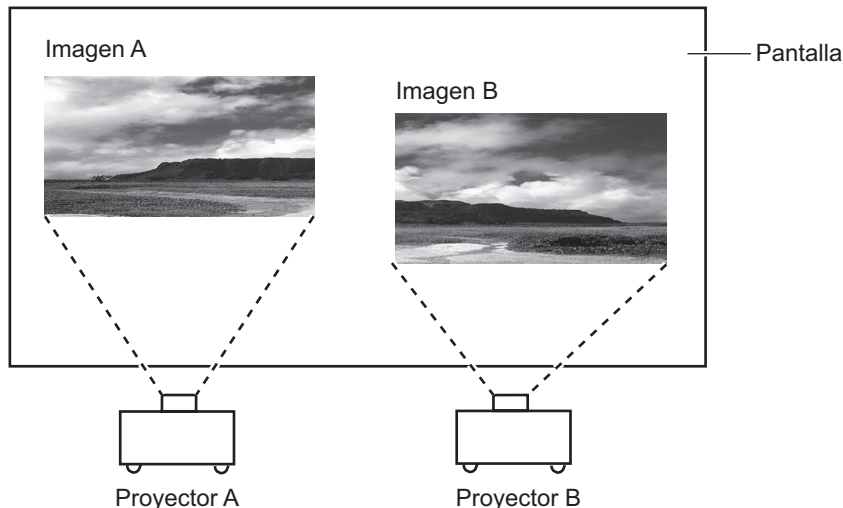 Imagen A
Pantalla
Imagen B
Proyector A
Proyector B